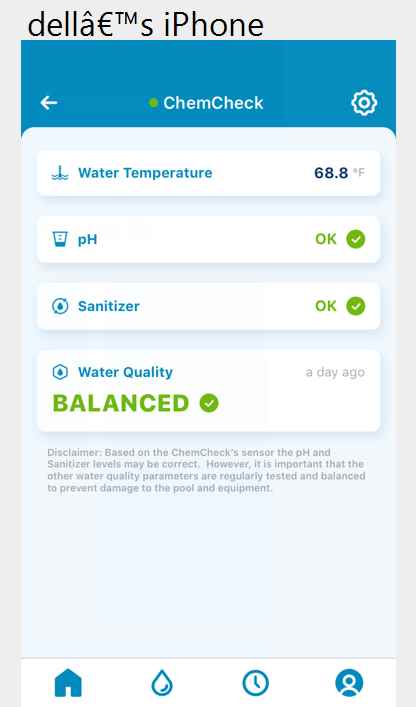 dellâ€™s iPhone
ChemCheck
Water Temperature 68.8 °F
pH OK
Sanitizer OK
Water Quality a day ago
BALANCED
Disclaimer: Based on the ChemCheck's sensor the pH and
Sanitizer levels may be correct. However, it is important that the
other water quality parameters are regularly tested and balanced
to prevent damage to the pool and equipment.